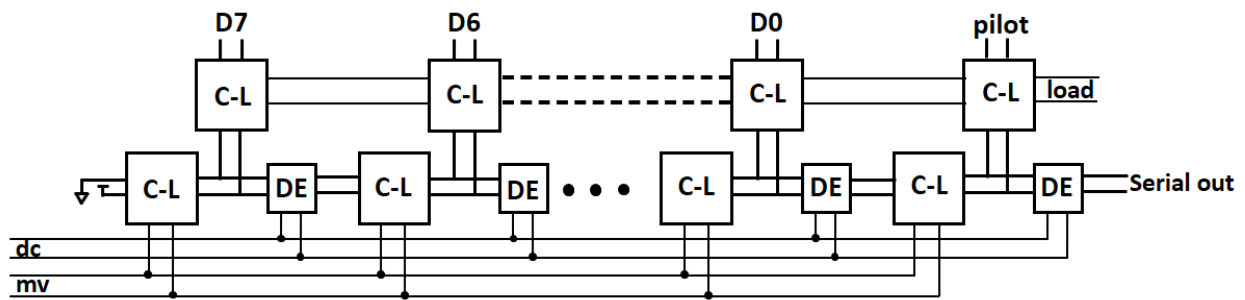 D7 D6 D0 pilot
C-L C-L C-L C-L load
C-L DE C-L DE C-L DE C-L DE Serial out
dc
mv